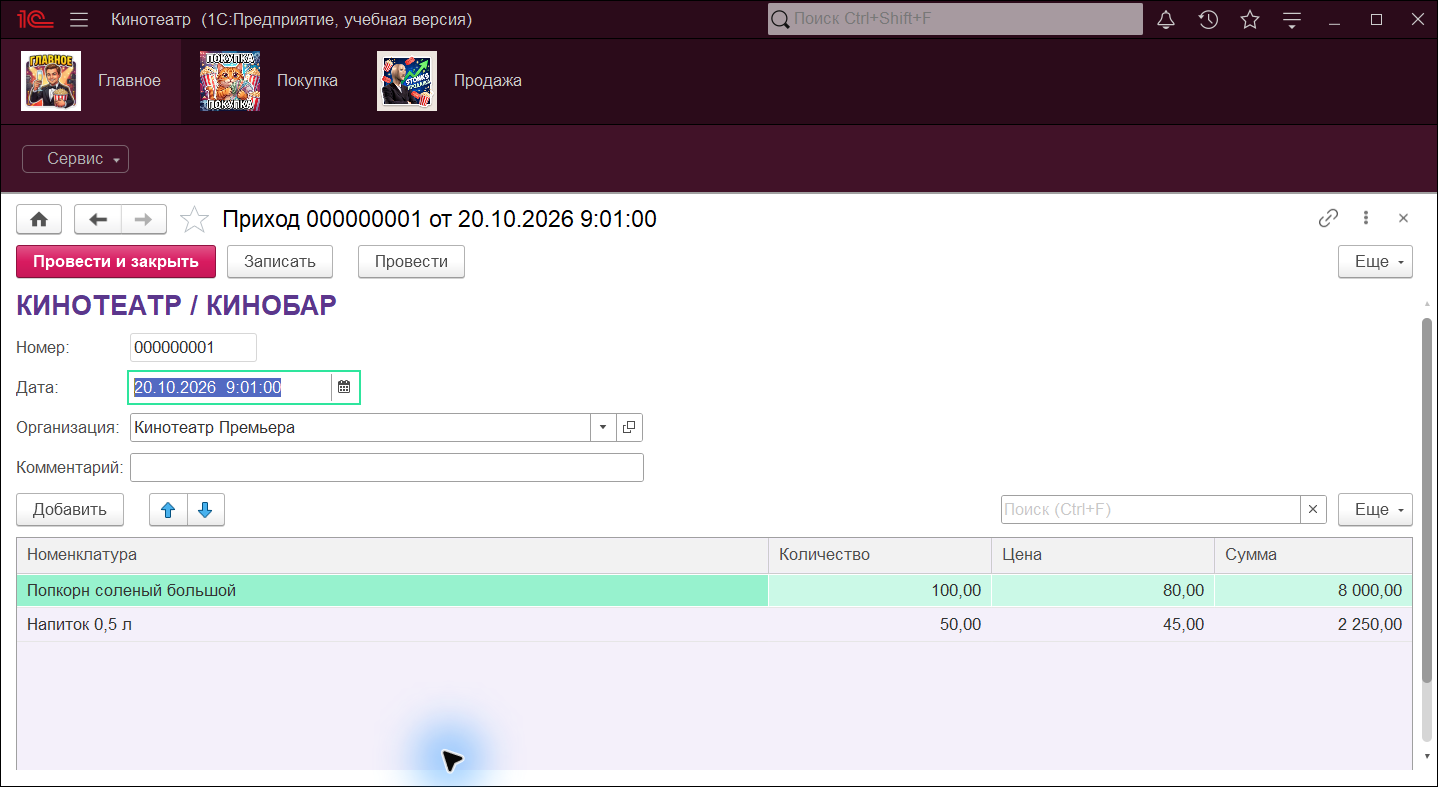 1С Кинотеатр (1С:Предприятие, учебная версия) Поиск Ctrl+Shift+F
ГЛАВНОЕ Главное ПОКУПКА ПОКУПКА Покупка STONKS ПРОДАЖА Продажа
Сервис
Приход 000000001 от 20.10.2026 9:01:00
Провести и закрыть Записать Провести Еще
КИНОТЕАТР / КИНОБАР
Номер: 000000001
Дата: 20.10.2026 9:01:00
Организация: Кинотеатр Премьера
Комментарий:
Добавить Поиск (Ctrl+F) Еще
Номенклатура Количество Цена Сумма
Попкорн соленый большой 100,00 80,00 8 000,00
Напиток 0,5 л 50,00 45,00 2 250,00